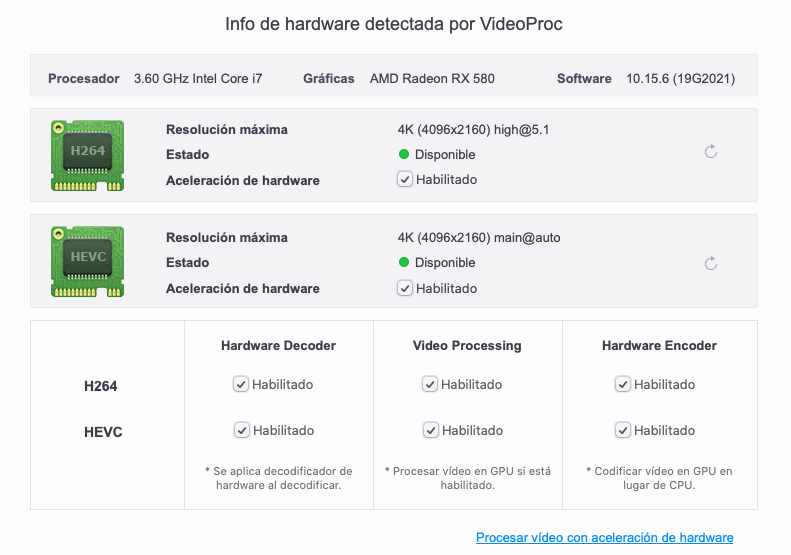 Info de hardware detectada por VideoProc
Procesador 3.60 GHz Intel Core i7 Gráficas AMD Radeon RX 580 Software 10.15.6 (19G2021)
H264
Resolución máxima 4K (4096x2160) high@5.1
Estado Disponible
Aceleración de hardware Habilitado
HEVC
Resolución máxima 4K (4096x2160) main@auto
Estado Disponible
Aceleración de hardware Habilitado
Hardware Decoder Video Processing Hardware Encoder
H264 Habilitado Habilitado Habilitado
HEVC Habilitado Habilitado Habilitado
* Se aplica decodificador de
hardware al decodificar.
* Procesar vídeo en GPU si está
habilitado.
* Codificar vídeo en GPU en
lugar de CPU.
Procesar vídeo con aceleración de hardware